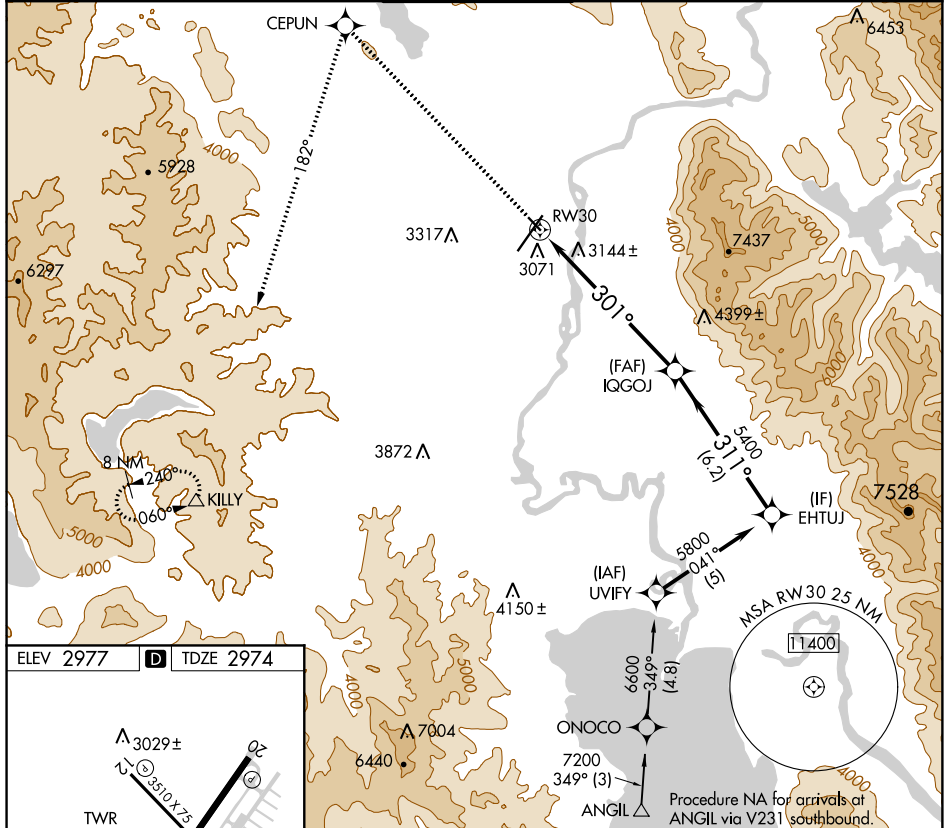 CEPUN
6453
4000
182°
5928
4000
5000
RW30
3317
3071
3144±
7437
6297
301°
4399±
(FAF)
IQGOJ
6000
5400
311°
(6.2)
3872
8 NM
240°
KILLY
060°
(IF)
EHTUJ
7528
5000
4000
5800
041°
(5)
(IAF)
UVIFY
4150±
MSA RW30 25 NM
11400
ELEV 2977 D TDZE 2974
5000
4000
6600
349°
(4.8)
7004
6440
ONOCO
3029±
20
P
P
12
3510 X 75
TWR
7200
349° (3)
ANGIL
4000
Procedure NA for arrivals at
ANGIL via V231 southbound.